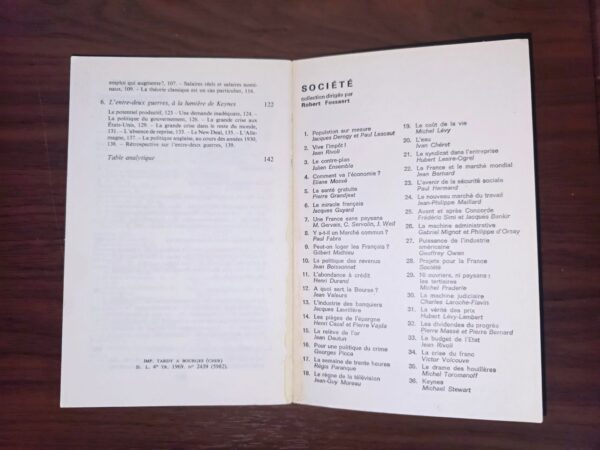 emploi qui augmente?, 107. – Salaires réels et salaires nomi-
naux, 109. – La théorie classique est un cas particulier, 116.
6. L'entre-deux guerres, à la lumière de Keynes 122
Le potentiel productif, 123 – Une demande inadéquate, 124. –
La politique du gouvernement, 126. – La grande crise aux
États-Unis, 129. – La grande crise dans le reste du monde,
131. – L'absence de reprise, 133. – Le New Deal, 135. – L'Alle-
magne, 137. – La politique anglaise, au cours des années 1930,
138. – Rétrospective sur l'entre-deux guerres, 139.
Table analytique 142
IMP. TARDY A BOURGES (CHER)
D. L. 4e TR. 1969. nº 2429 (5962).
SOCIÉTÉ
collection dirigée par
Robert Fossaert
1. Population sur mesure
Jacques Derogy et Paul Lescaut
2. Vive l'impôt !
Jean Rivoli
3. Le contre-plan
Julien Ensemble
4. Comment va l'économie ?
Eliane Mossé
5. La santé gratuite
Pierre Grandjeat
6. Le miracle français
Jacques Guyard
7. Une France sans paysans
M. Gervais, C. Servolin, J. Weil
8. Y a-t-il un Marché commun ?
Paul Fabra
9. Peut-on loger les Français ?
Gilbert Mathieu
10. La politique des revenus
Jean Boissonnat
11. L'abondance à crédit
Henri Durand
12. A quoi sert la Bourse ?
Jean Valeurs
13. L'industrie des banquiers
Jacques Lavrillère
14. Les pièges de l'épargne
Henri Casal et Pierre Vajda
15. La relève de l'or
Jean Dautun
16. Pour une politique du crime
Georges Picca
17. La semaine de trente heures
Régis Paranque
18. Le règne de la télévision
Jean-Guy Moreau
19. Le coût de la vie
Michel Lévy
20. L'eau
Ivan Chéret
21. Le syndicat dans l'entreprise
Hubert Lesire-Ogrel
22. La France et le marché mondial
Jean Bernard
23. L'avenir de la sécurité sociale
Paul Hermand
24. Le nouveau marché du travail
Jean-Philippe Maillard
25. Avant et après Concorde
Frédéric Simi et Jacques Bankir
26. La machine administrative
Gabriel Mignot et Philippe d'Orsay
27. Puissance de l'industrie
américaine
Geoffrey Owen
28. Projets pour la France
Société
29. Ni ouvriers, ni paysans :
les tertiaires
Michel Praderie
30. La machine judiciaire
Charles Laroche-Flavin
31. La vérité des prix
Hubert Lévy-Lambert
32. Les dividendes du progrès
Pierre Massé et Pierre Bernard
33. Le budget de l'Etat
Jean Rivoli
34. La crise du franc
Victor Volcouve
35. Le drame des houillères
Michel Toromanoff
36. Keynes
Michael Stewart